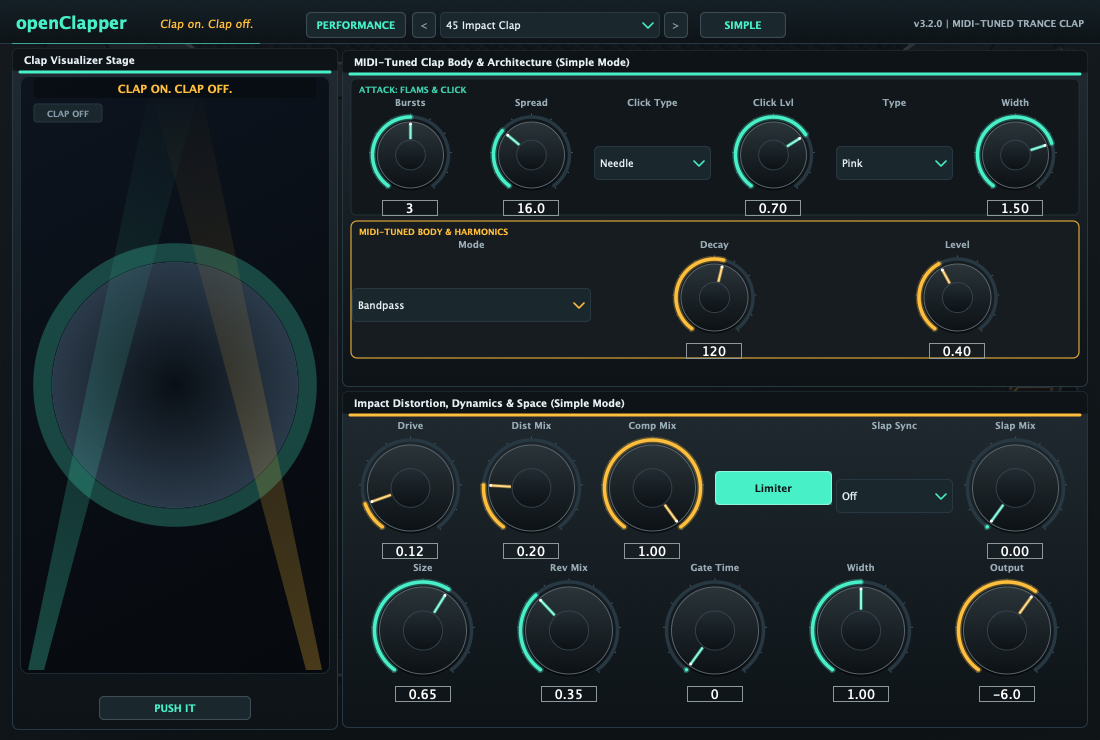 openClapper
Clap on. Clap off.
PERFORMANCE
<
45 Impact Clap
>
SIMPLE
v3.2.0 | MIDI-TUNED TRANCE CLAP
Clap Visualizer Stage
CLAP ON. CLAP OFF.
CLAP OFF
PUSH IT
MIDI-Tuned Clap Body & Architecture (Simple Mode)
ATTACK: FLAMS & CLICK
Bursts
Spread
Click Type
Click Lvl
Type
Width
Needle
Pink
3
16.0
0.70
1.50
MIDI-TUNED BODY & HARMONICS
Mode
Decay
Level
Bandpass
120
0.40
Impact Distortion, Dynamics & Space (Simple Mode)
Drive
Dist Mix
Comp Mix
Slap Sync
Slap Mix
Limiter
Off
0.12
0.20
1.00
0.00
Size
Rev Mix
Gate Time
Width
Output
0.65
0.35
0
1.00
-6.0